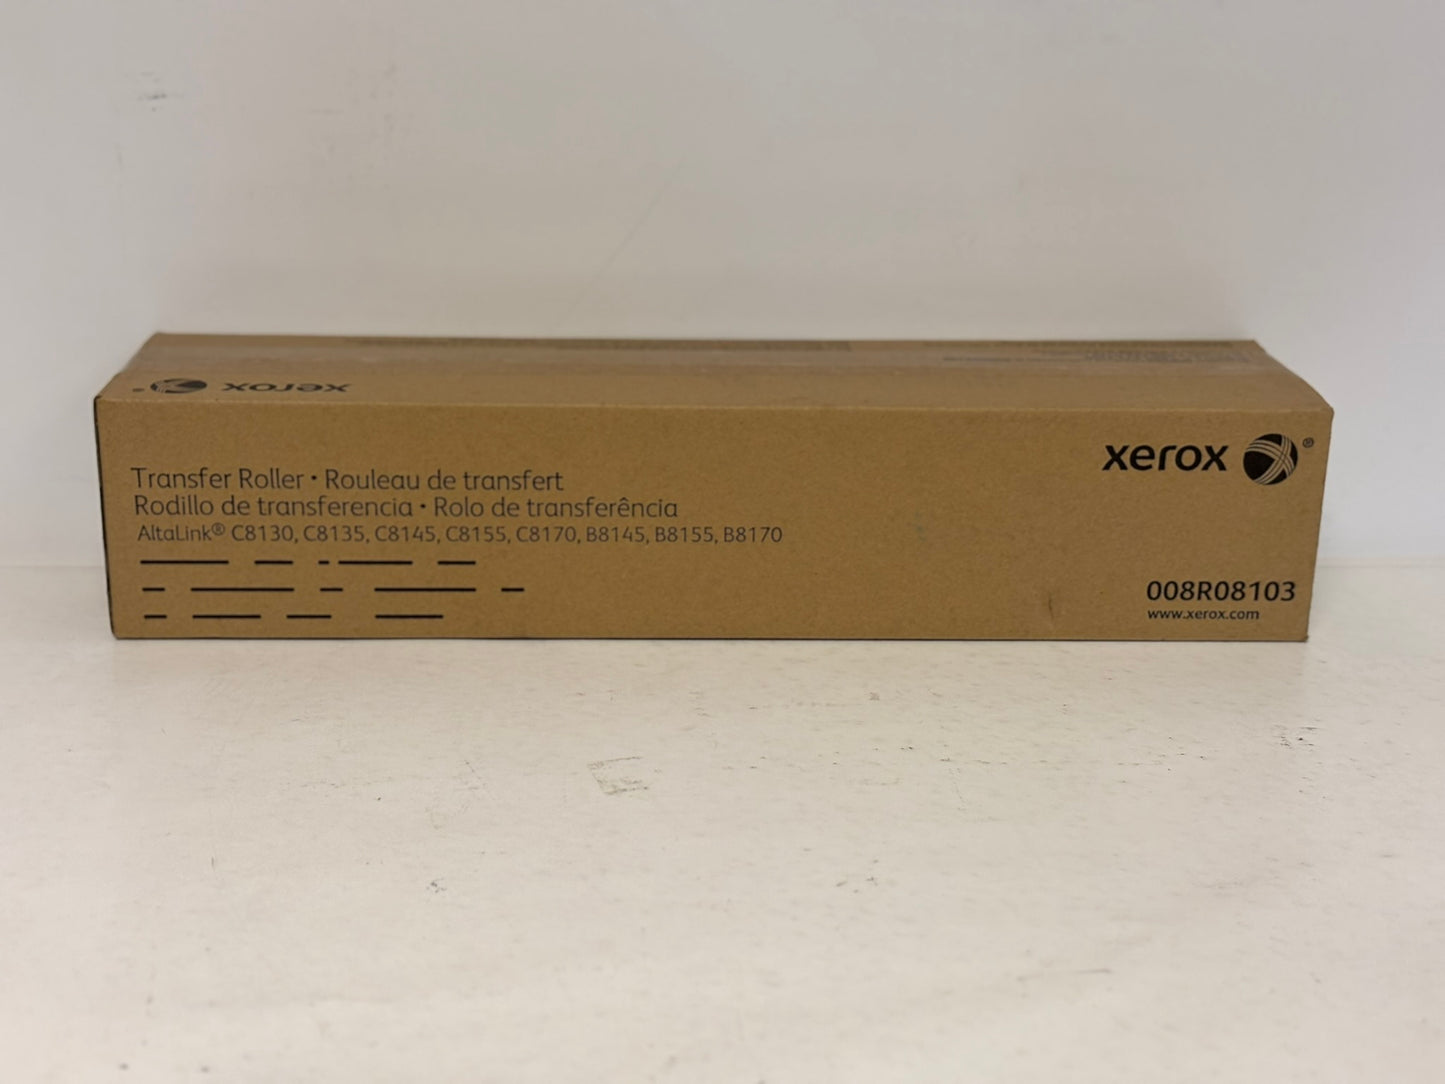 xerox
xerox ®
Transfer Roller • Rouleau de transfert
Rodillo de transferencia • Rolo de transferência
AltaLink® C8130, C8135, C8145, C8155, C8170, B8145, B8155, B8170
008R08103
www.xerox.com